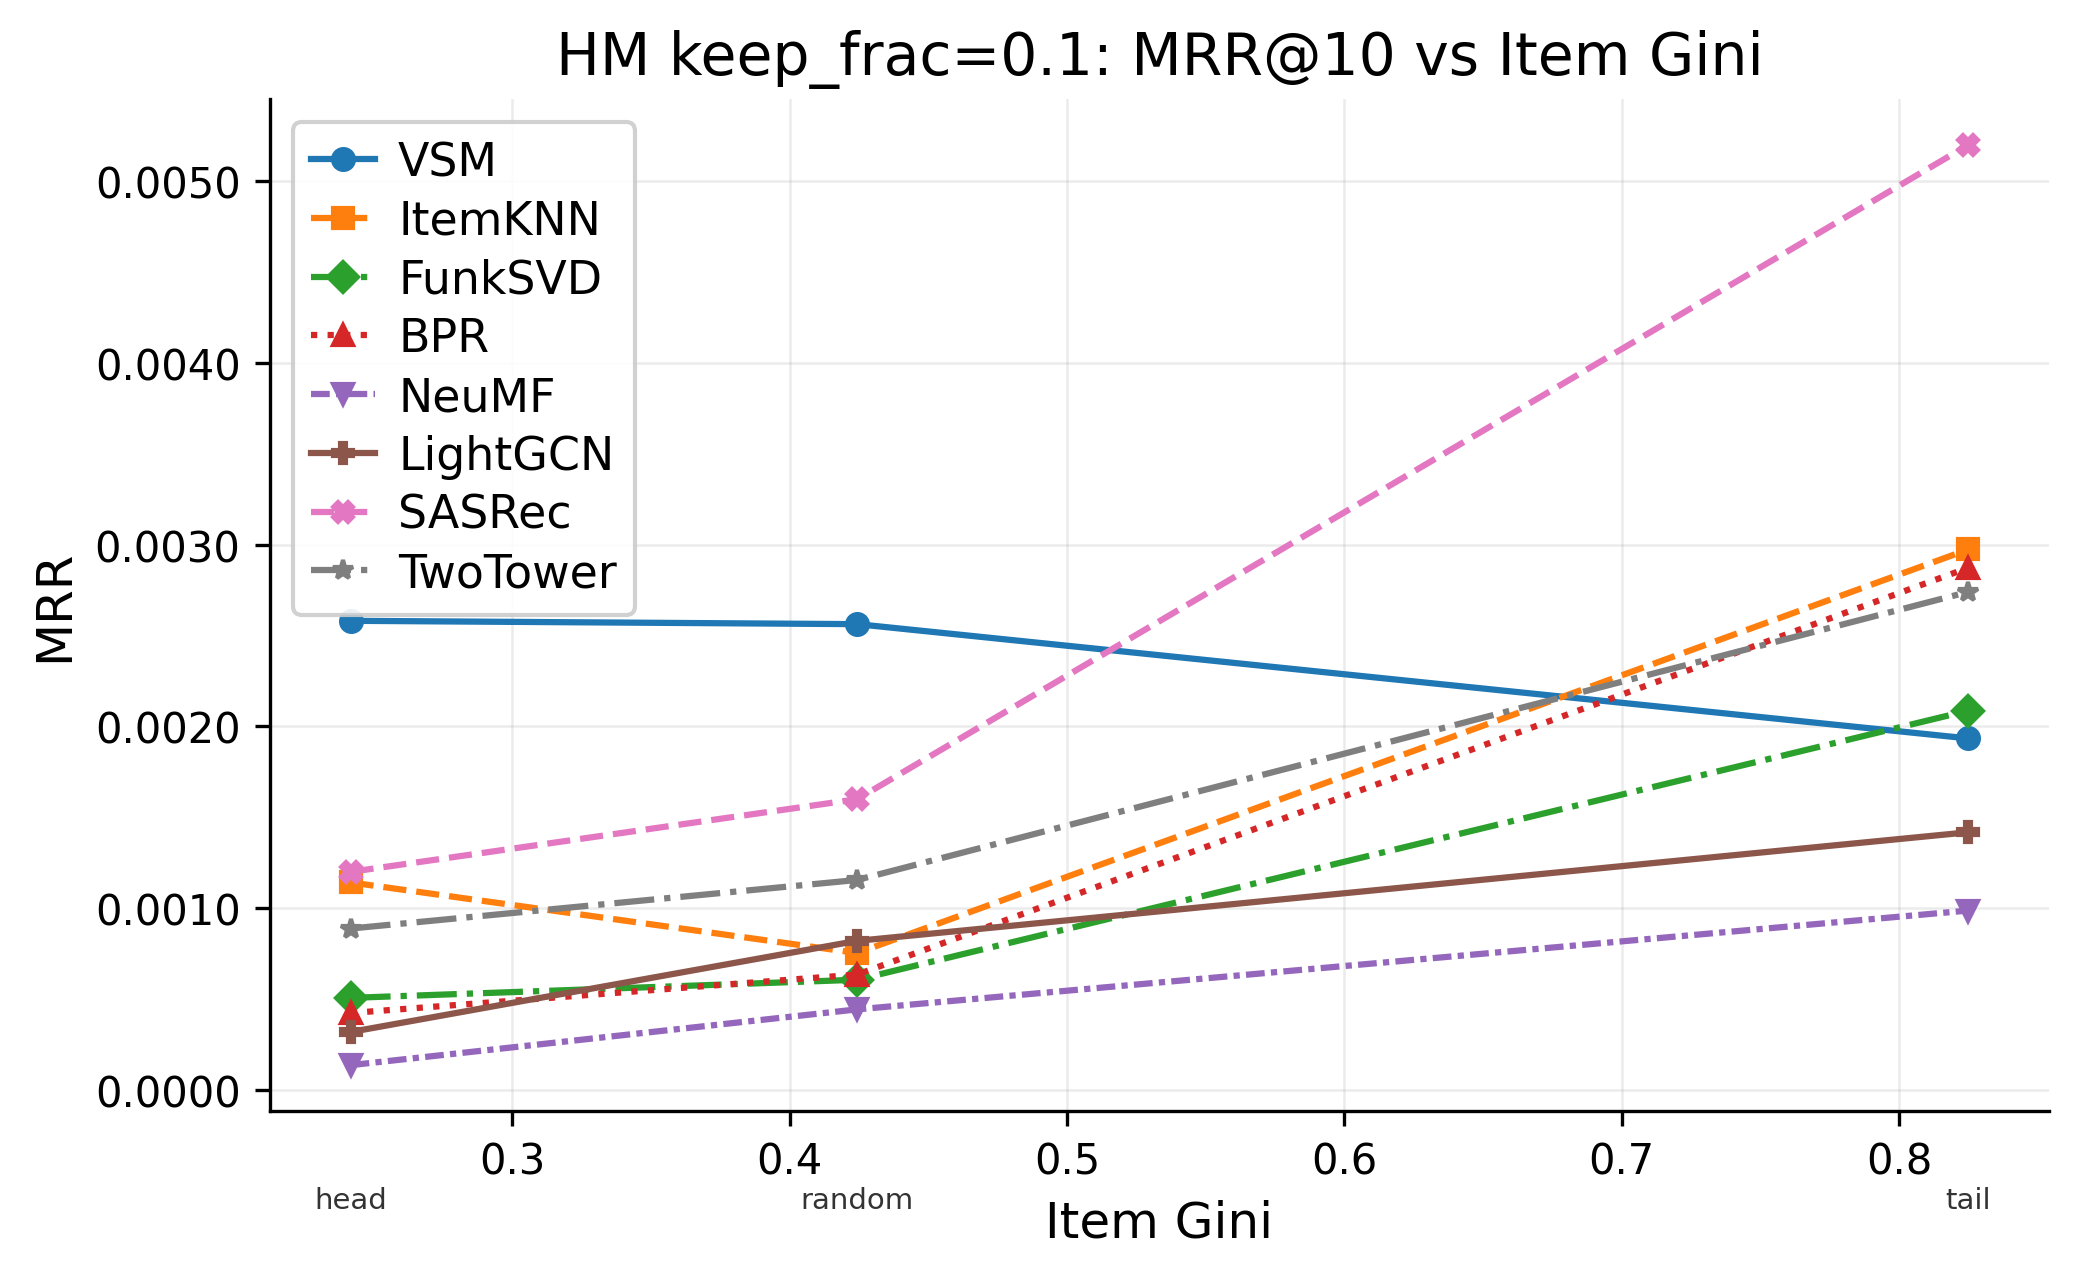 HM keep_frac=0.1: MRR@10 vs Item Gini
VSM
ItemKNN
FunkSVD
BPR
NeuMF
LightGCN
SASRec
TwoTower
MRR
0.0050
0.0040
0.0030
0.0020
0.0010
0.0000
0.3 0.4 0.5 0.6 0.7 0.8
head random tail
Item Gini